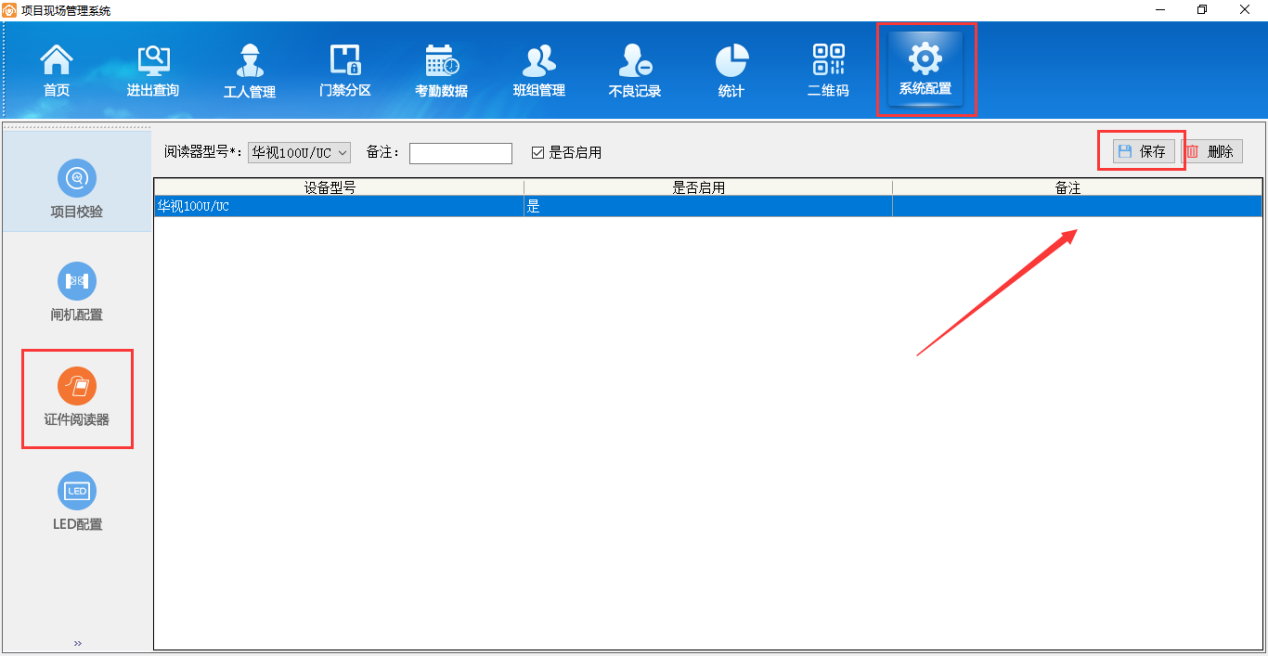 项目现场管理系统
首页 进出查询 工人管理 门禁分区 考勤数据 班组管理 不良记录 统计 二维码 系统配置
阅读器型号*: 华视100U/UC 备注: 是否启用 保存 删除
设备型号 是否启用 备注
华视100U/UC 是
项目校验
闸机配置
证件阅读器
LED
LED配置
»